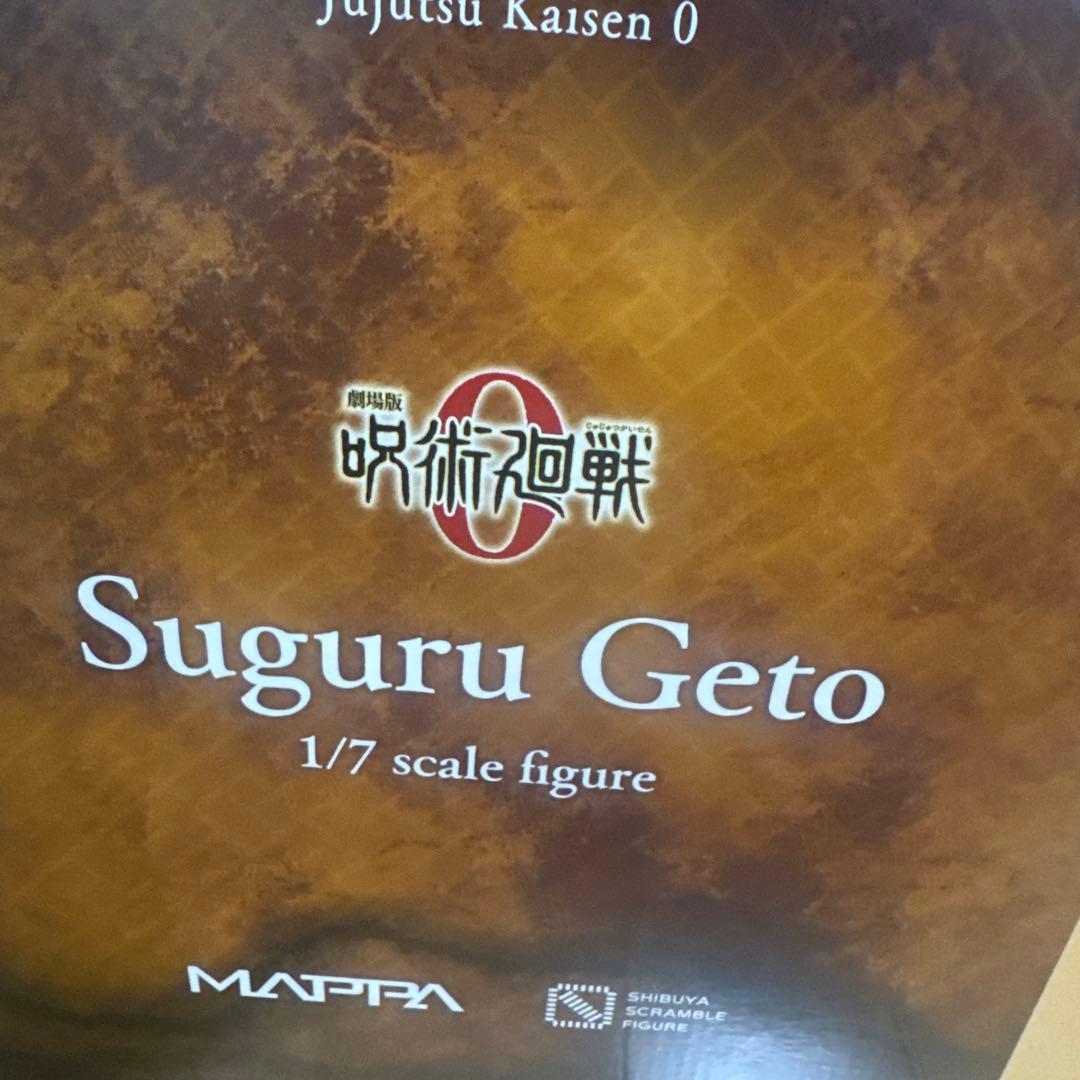 Jujutsu Kaisen 0
劇場版
じゅじゅつかいせん
呪術廻戦
0
Suguru Geto
1/7 scale figure
MAPPA
SHIBUYA
SCRAMBLE
FIGURE